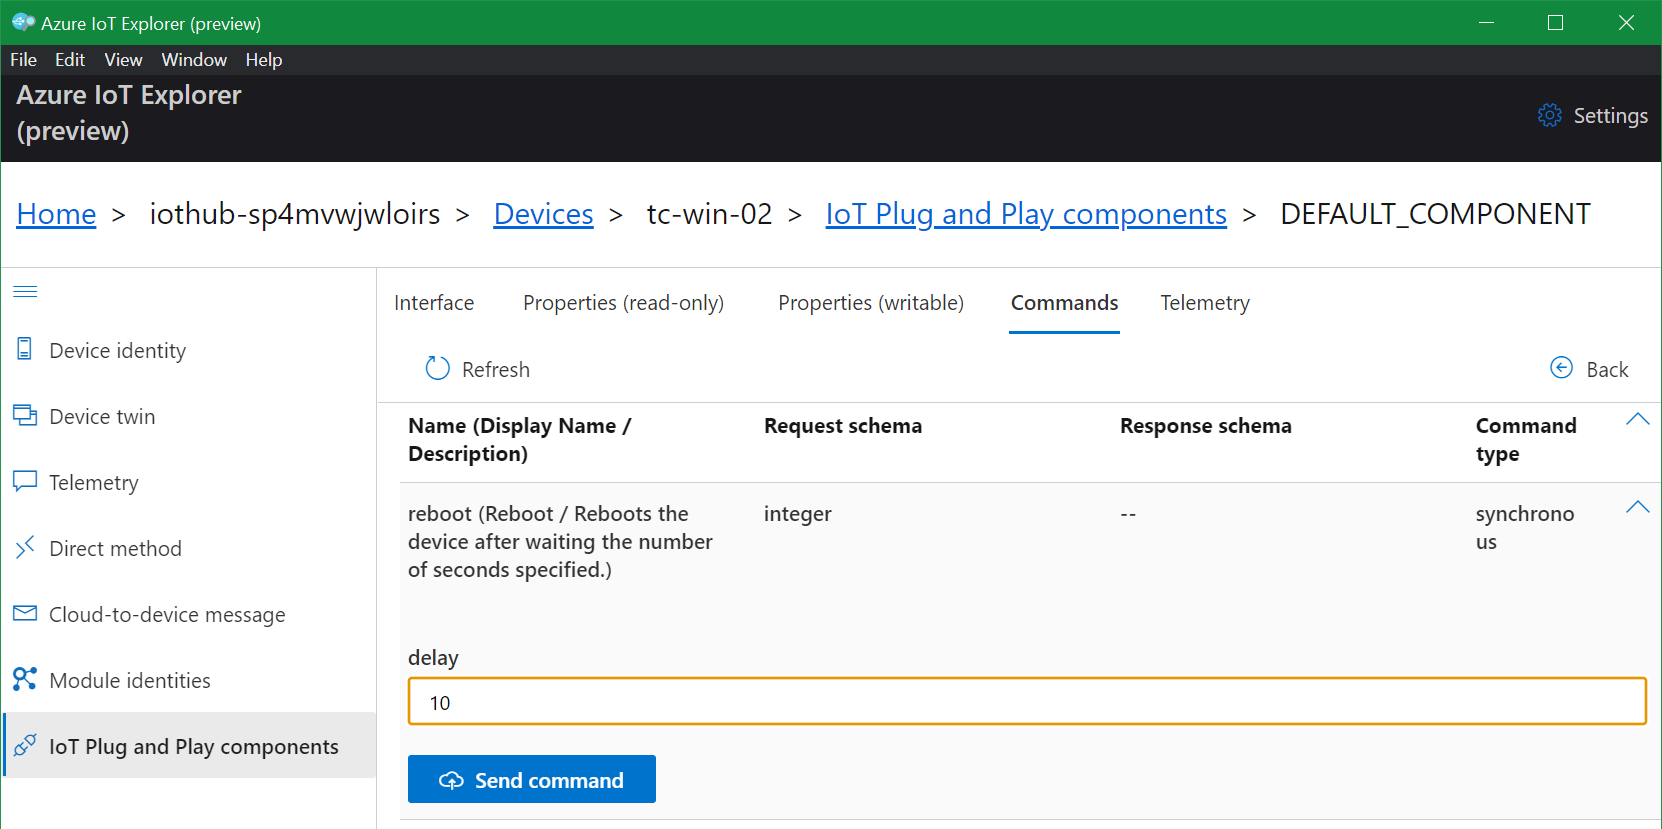 Azure IoT Explorer (preview)
File Edit View Window Help
Azure IoT Explorer
(preview)
Settings
Home > iothub-sp4mvwjwloirs > Devices > tc-win-02 > IoT Plug and Play components > DEFAULT_COMPONENT
Device identity
Device twin
Telemetry
Direct method
Cloud-to-device message
Module identities
IoT Plug and Play components
Interface Properties (read-only) Properties (writable) Commands Telemetry
Refresh Back
Name (Display Name /
Description)
Request schema
Response schema
Command
type
reboot (Reboot / Reboots the
device after waiting the number
of seconds specified.)
integer
--
synchrono
us
delay
10
Send command